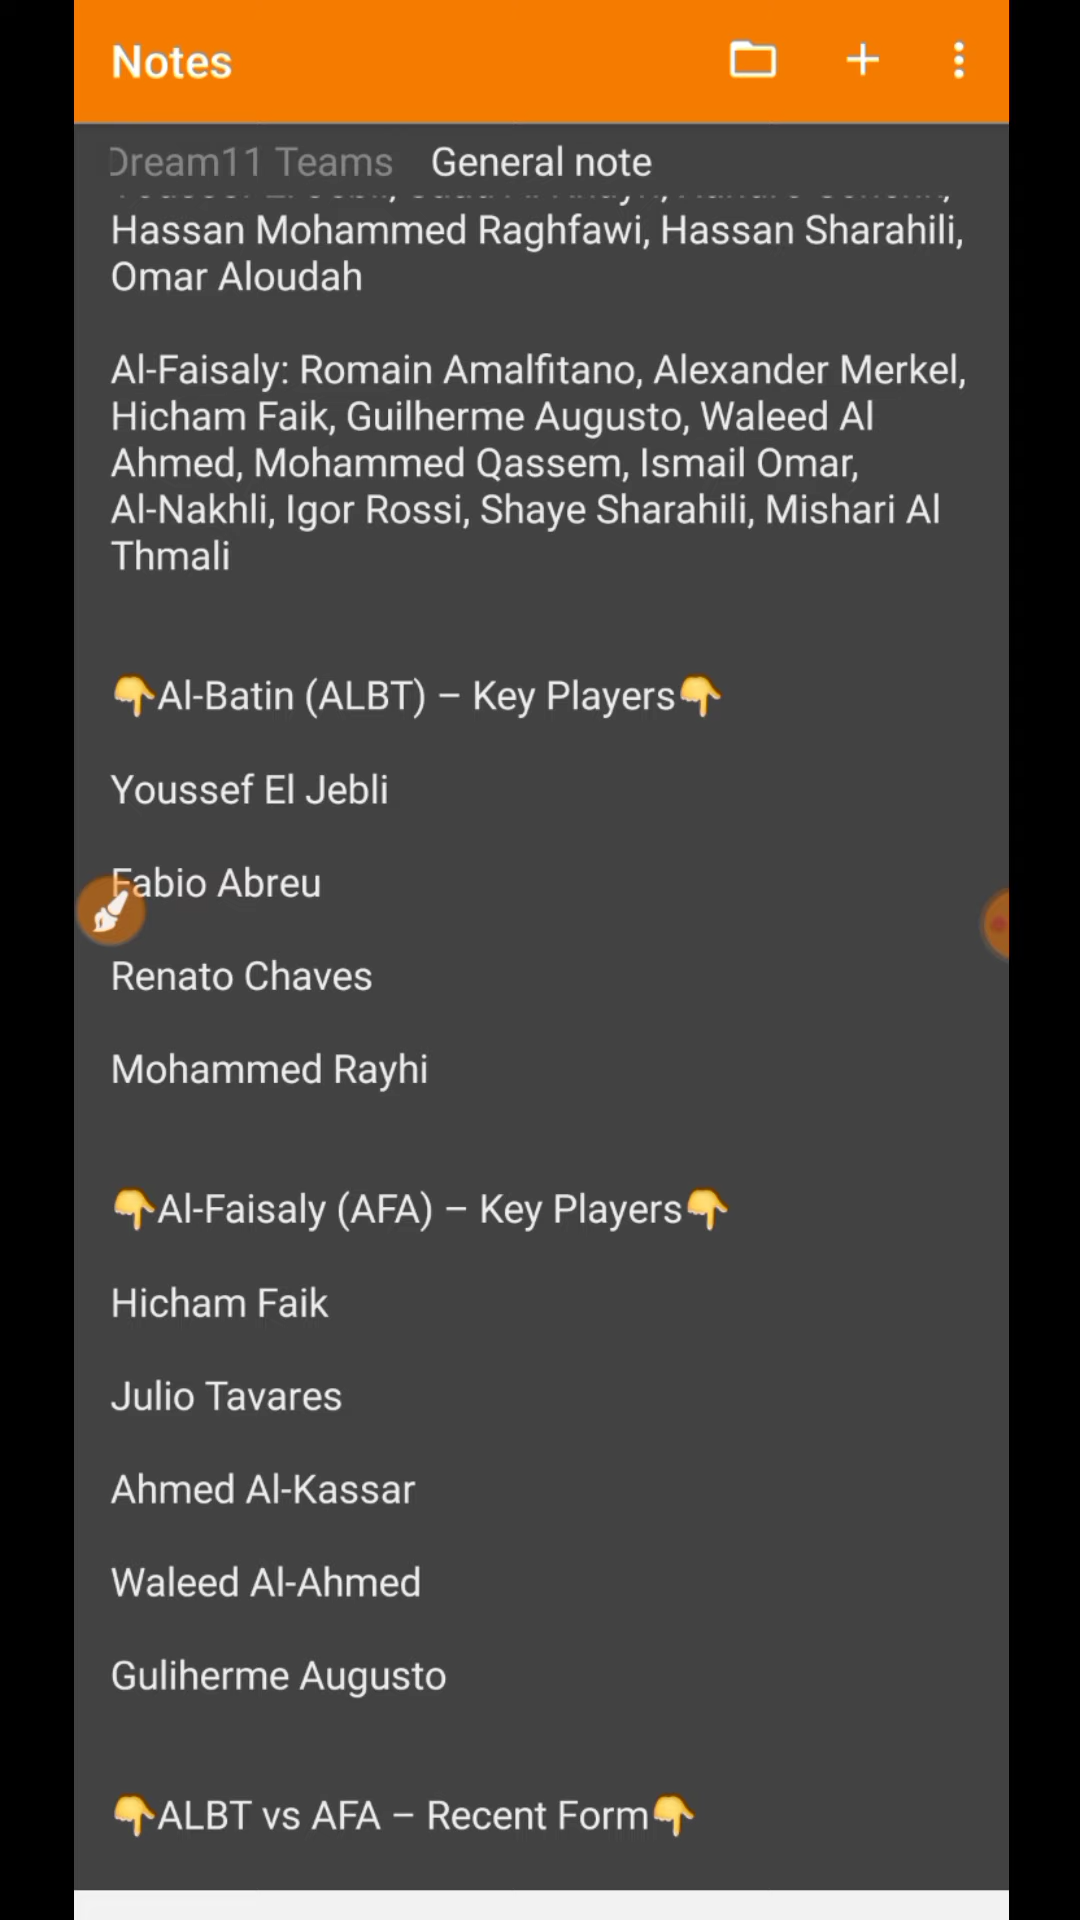 Notes
Dream11 Teams General note
Hassan Mohammed Raghfawi, Hassan Sharahili,
Omar Aloudah
Al-Faisaly: Romain Amalfitano, Alexander Merkel,
Hicham Faik, Guilherme Augusto, Waleed Al
Ahmed, Mohammed Qassem, Ismail Omar,
Al-Nakhli, Igor Rossi, Shaye Sharahili, Mishari Al
Thmali
👇Al-Batin (ALBT) – Key Players👇
Youssef El Jebli
Fabio Abreu
Renato Chaves
Mohammed Rayhi
👇Al-Faisaly (AFA) – Key Players👇
Hicham Faik
Julio Tavares
Ahmed Al-Kassar
Waleed Al-Ahmed
Guliherme Augusto
👇ALBT vs AFA – Recent Form👇